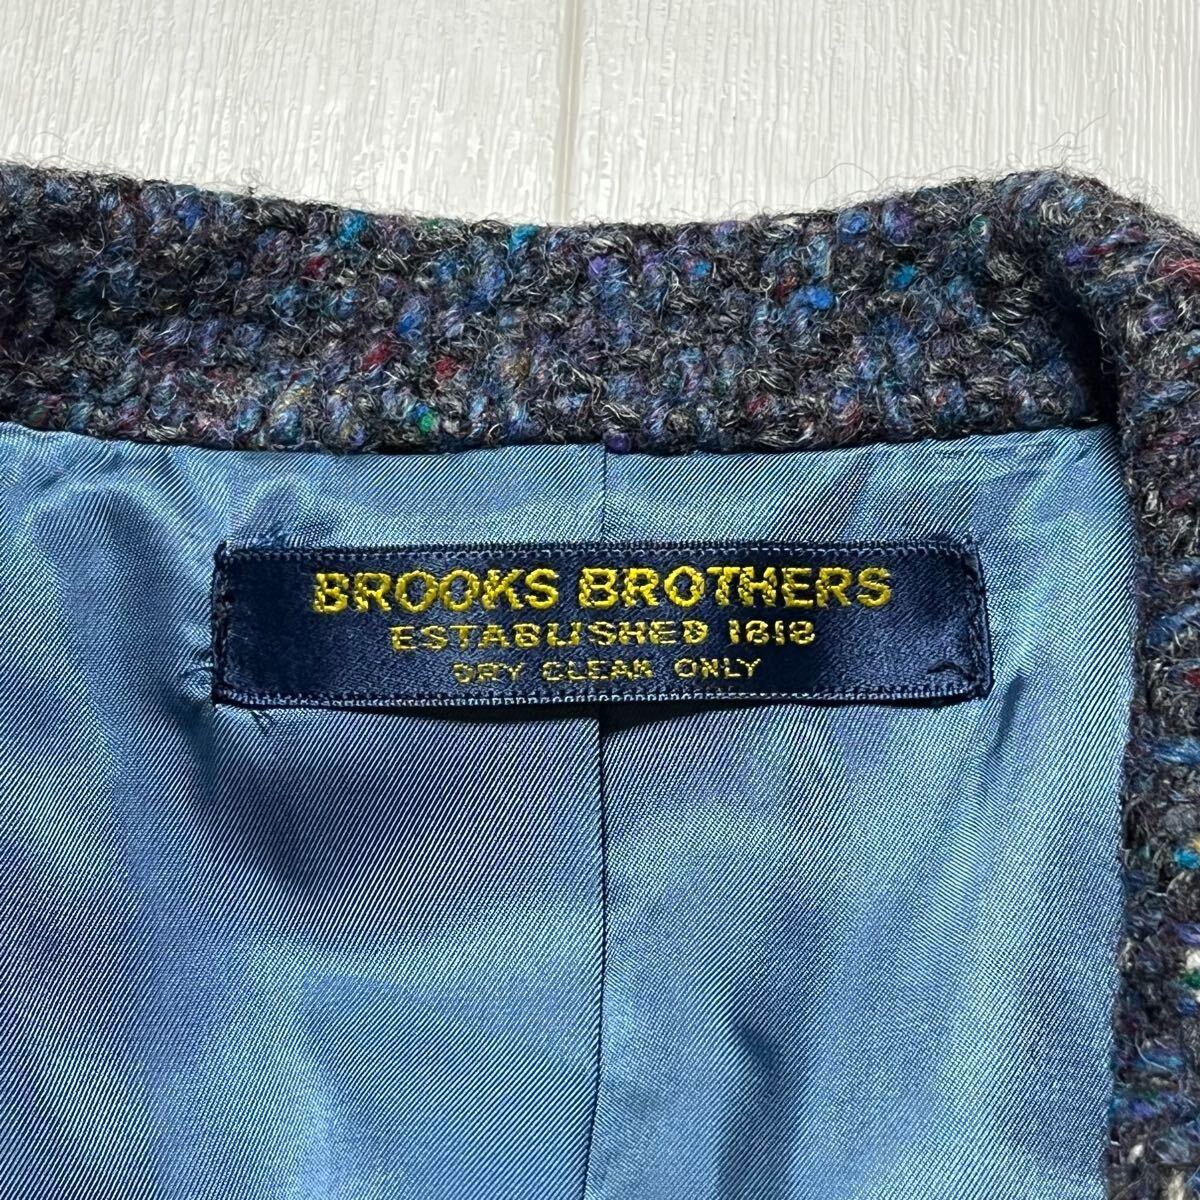 BROOKS BROTHERS
ESTABLISHED 1818
DRY CLEAN ONLY